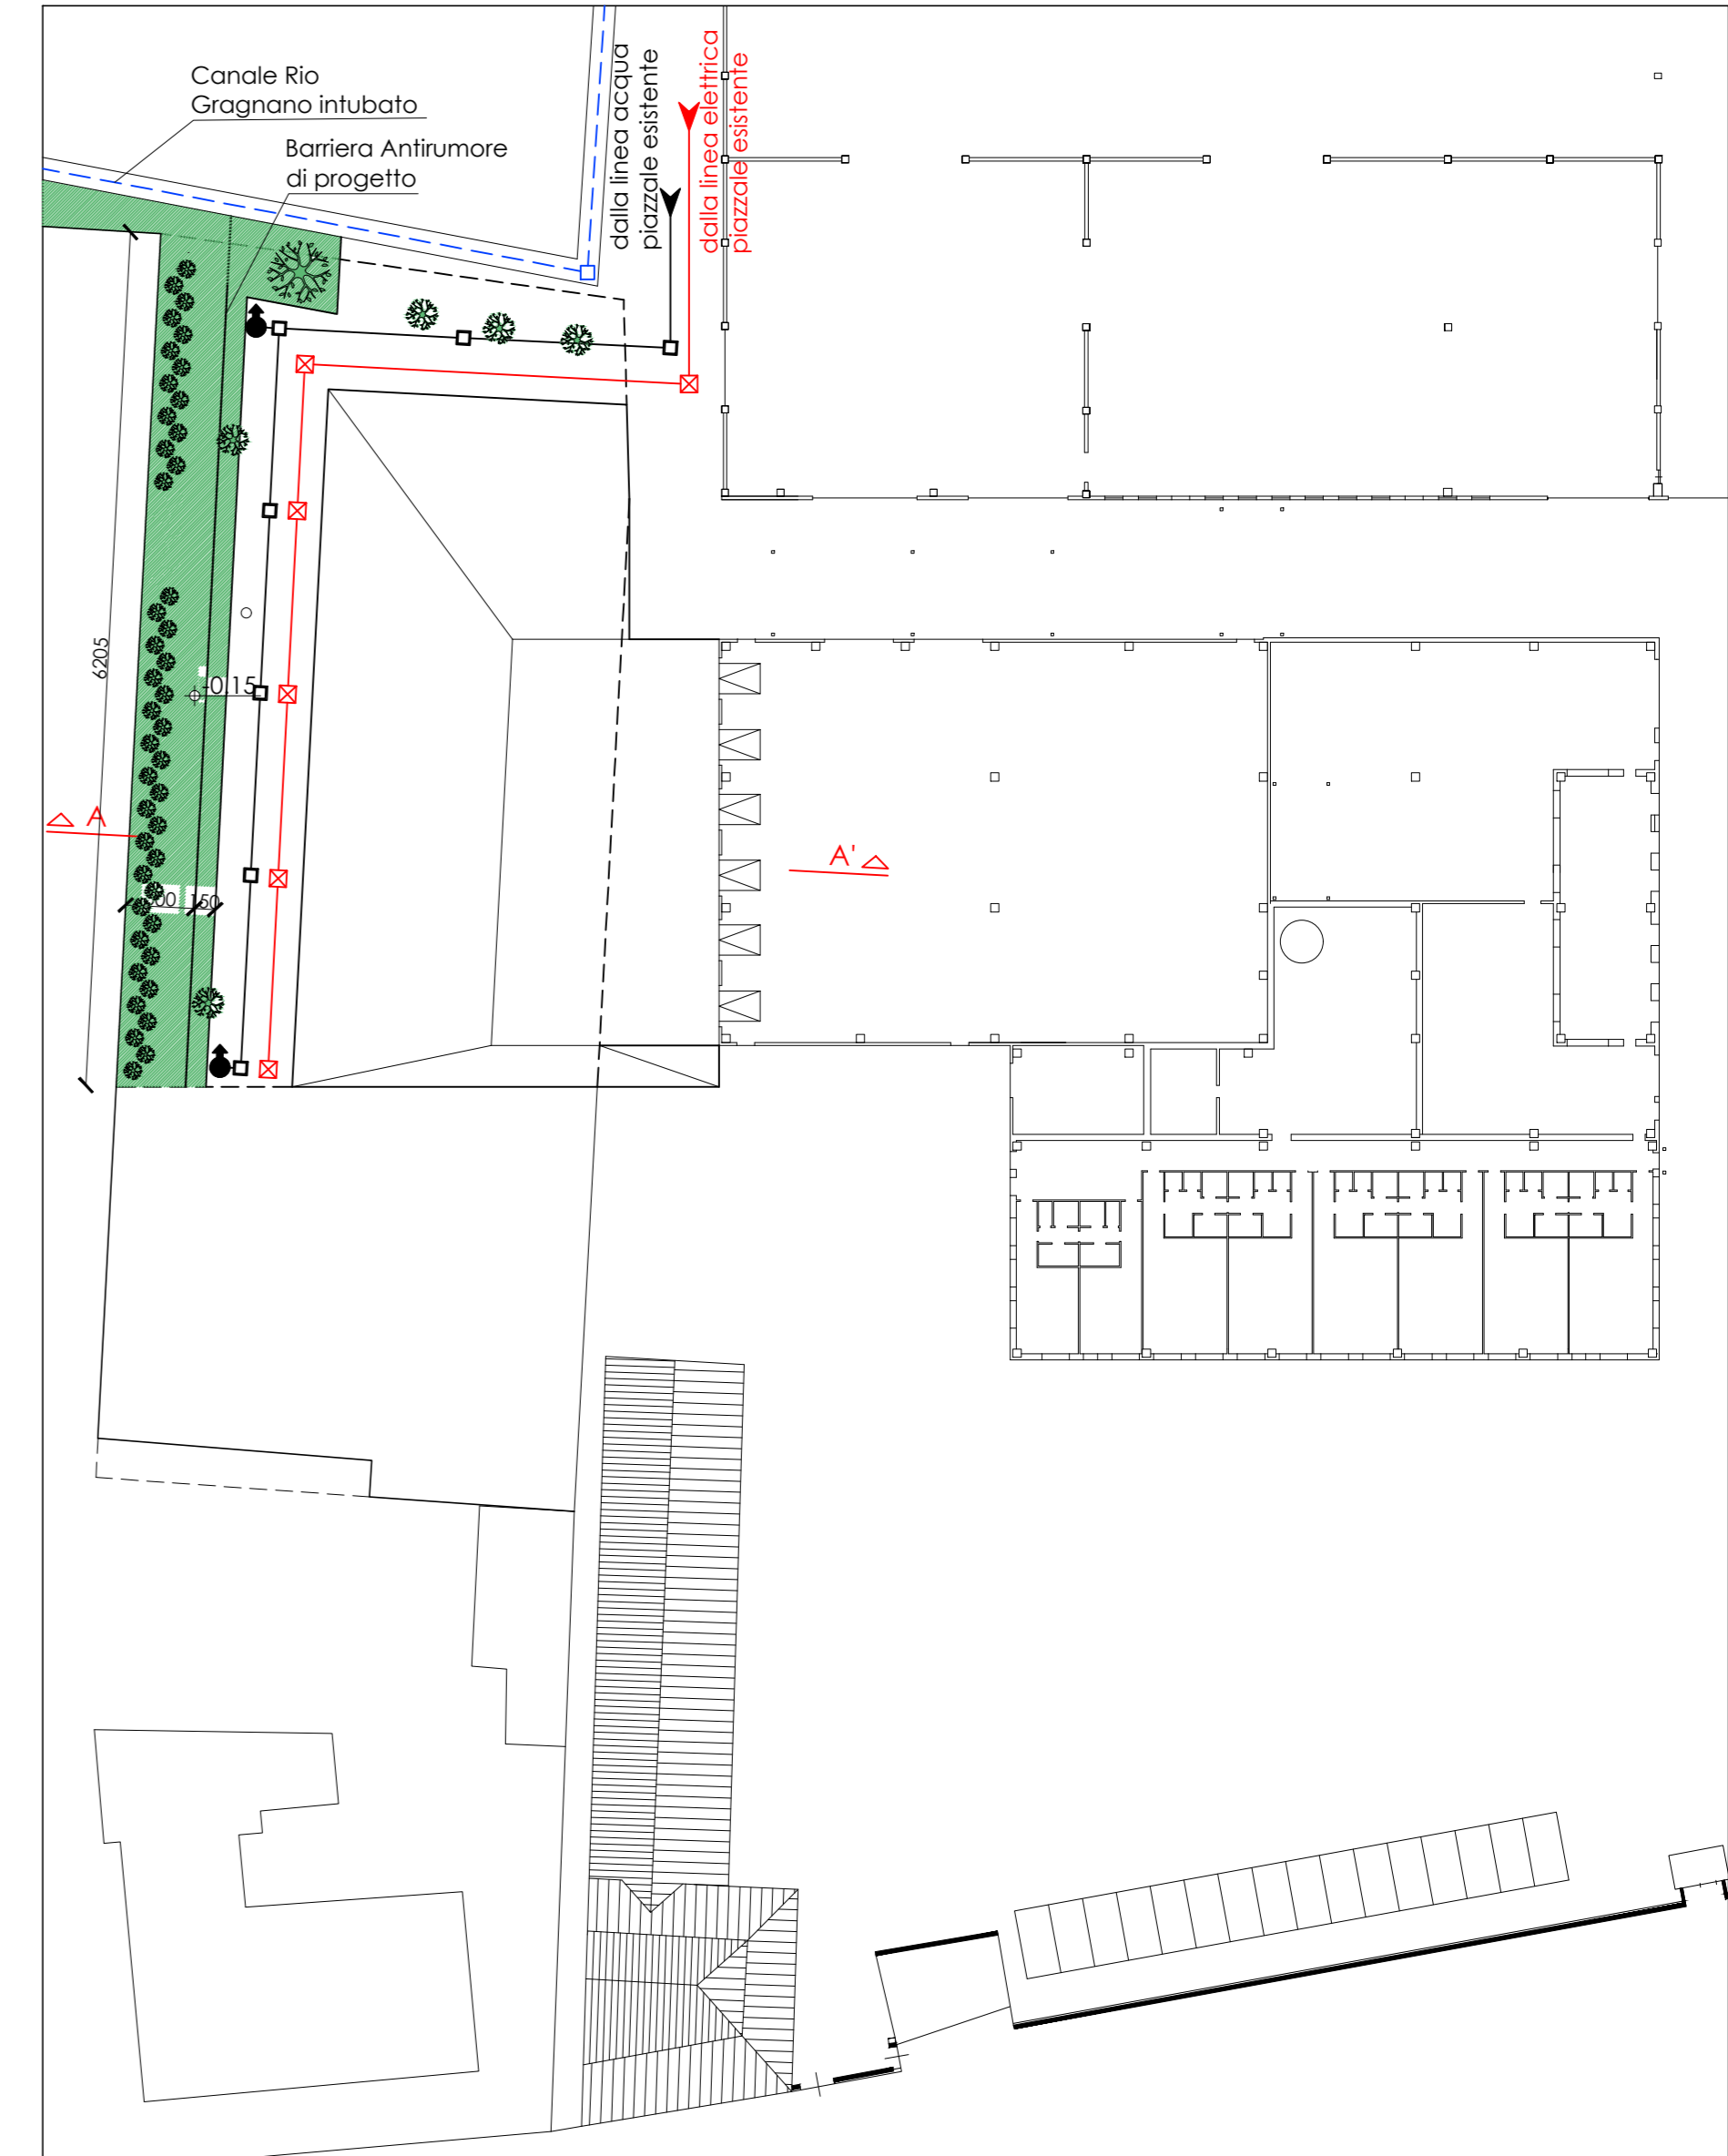 Canale Rio
Gragnano intubato
Barriera Antirumore
di progetto
dalla linea acqua
piazzale esistente
dalla linea elettrica
piazzale esistente
6205
-0.15
A
A'
150